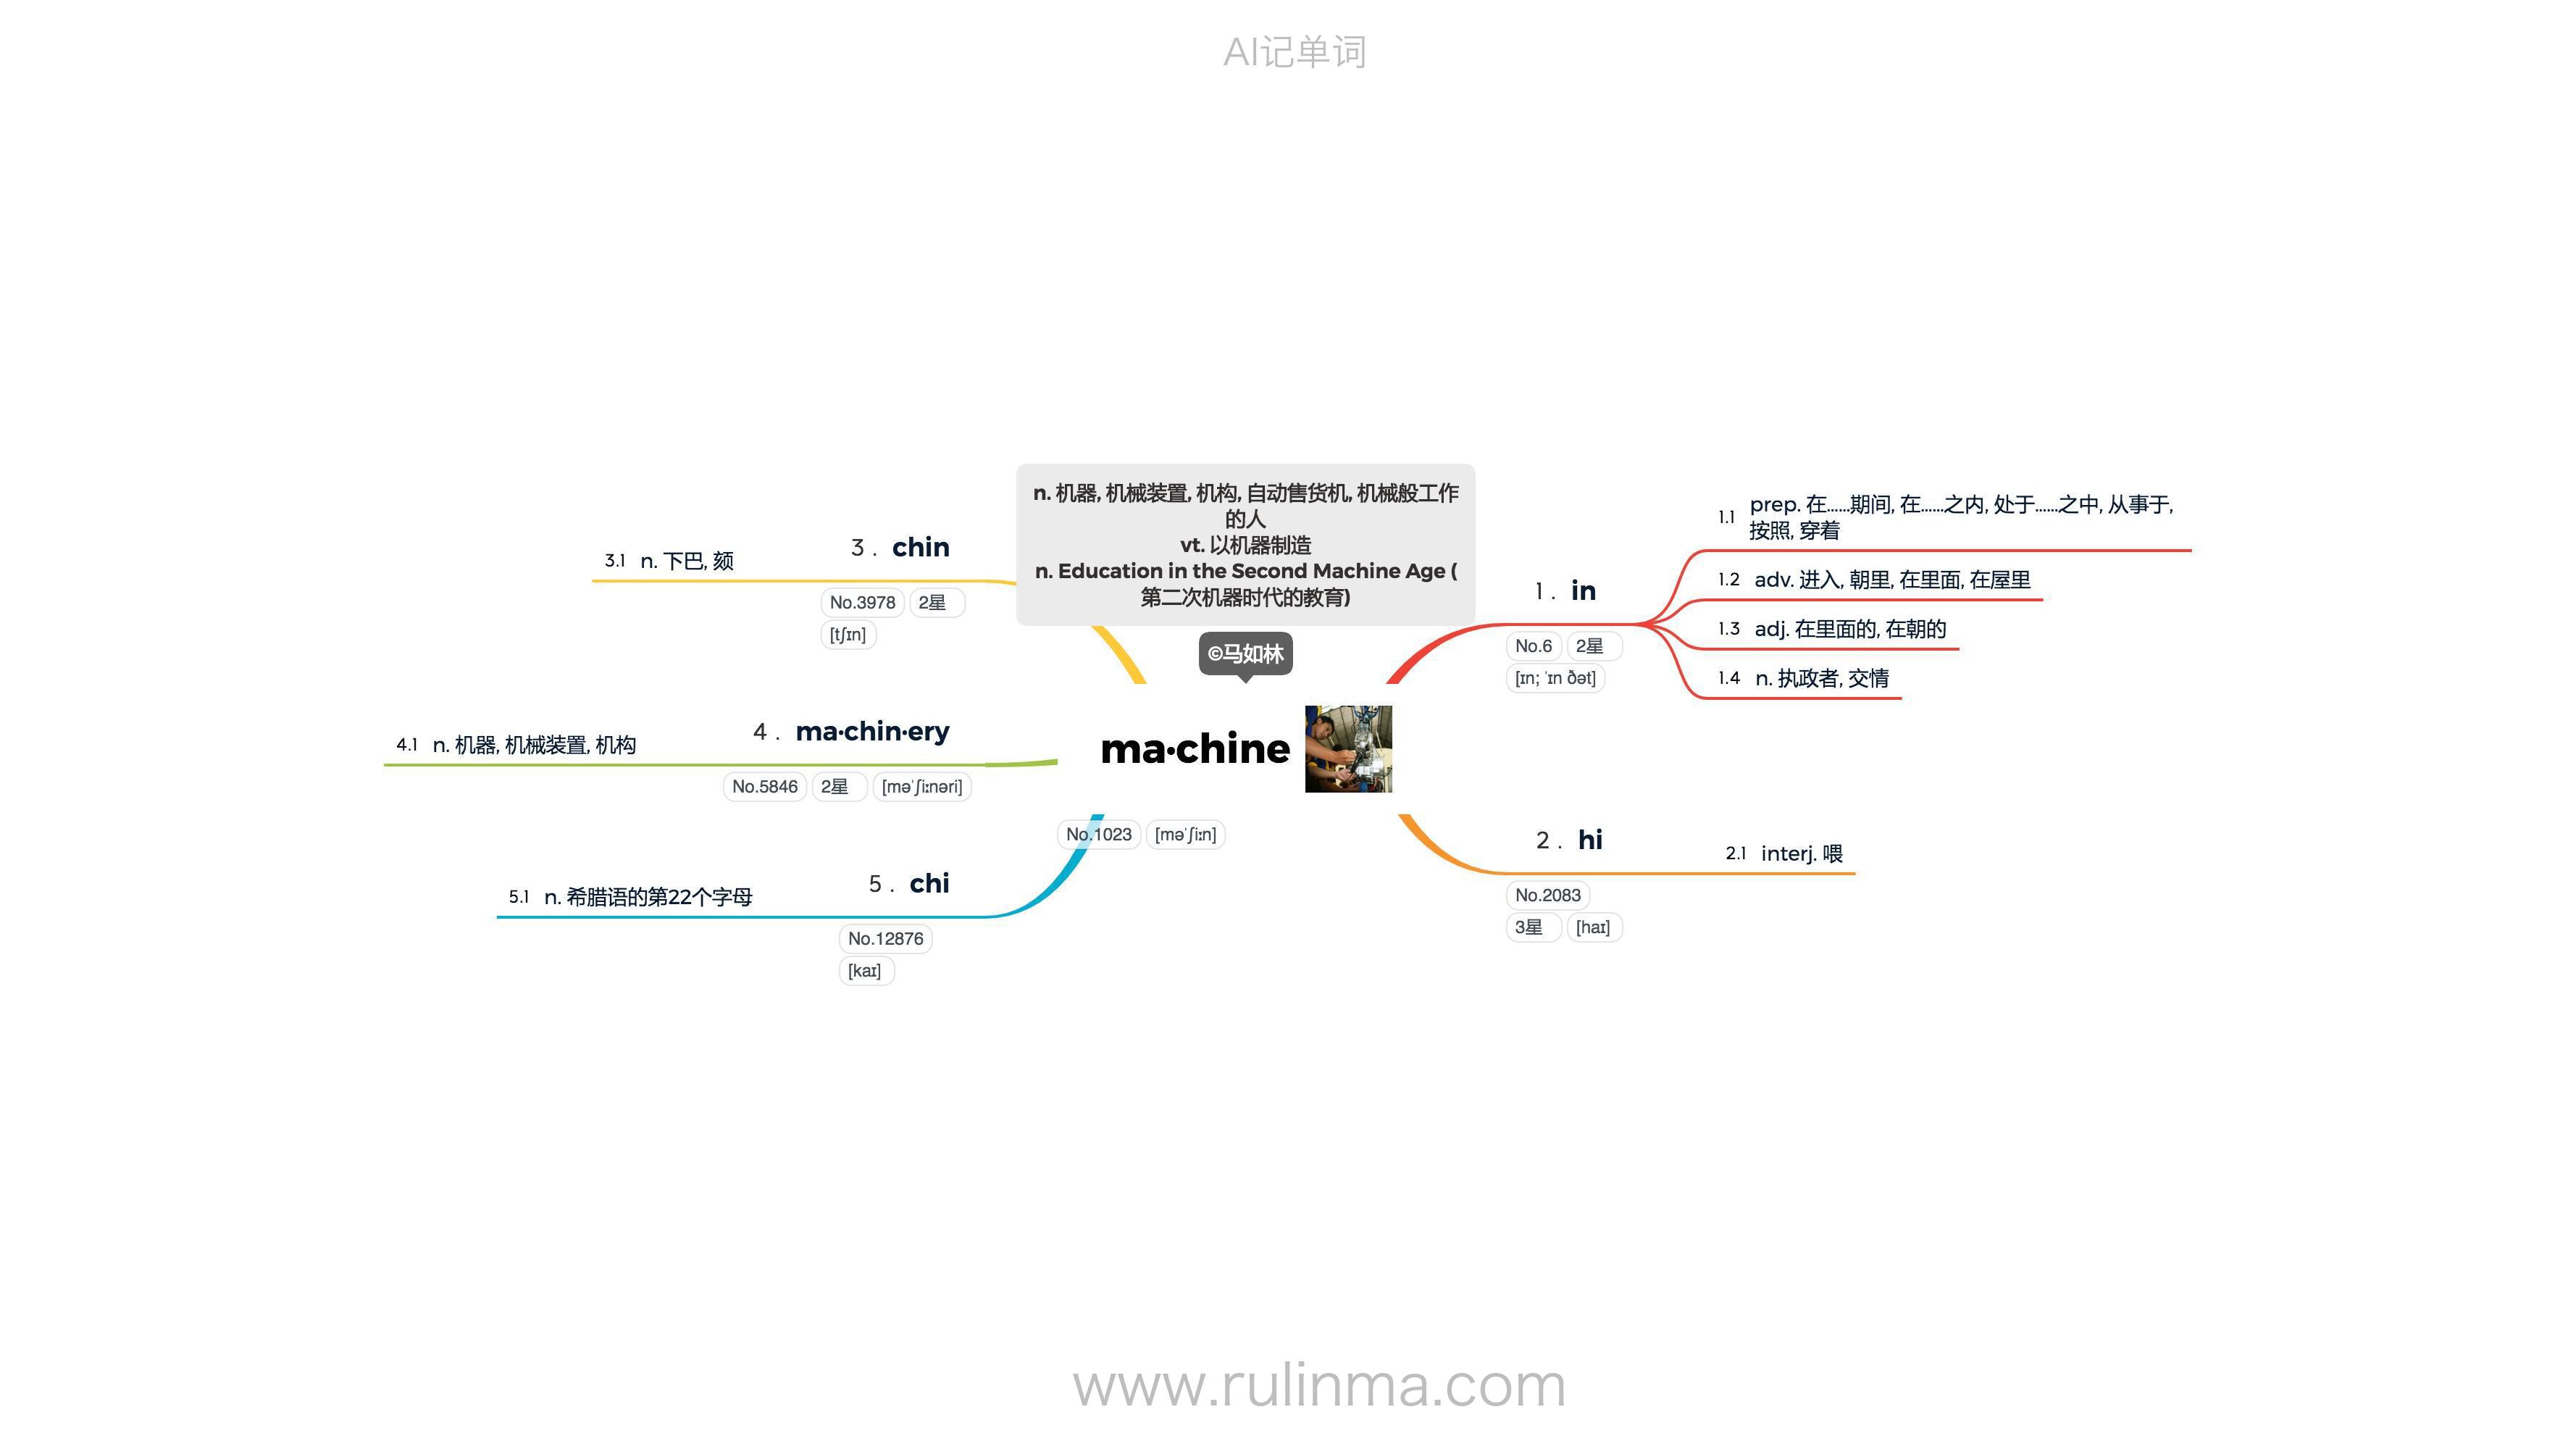 AI记单词
n. 机器, 机械装置, 机构, 自动售货机, 机械般工作
的人
vt. 以机器制造
n. Education in the Second Machine Age (
第二次机器时代的教育)
©马如林
ma·chine
No.1023 [məˈʃiːn]
1 . in
No.6 2星
[ɪn; ˈɪn ðət]
1.1 prep. 在……期间, 在……之内, 处于……之中, 从事于,
按照, 穿着
1.2 adv. 进入, 朝里, 在里面, 在屋里
1.3 adj. 在里面的, 在朝的
1.4 n. 执政者, 交情
2 . hi
No.2083
3星 [haɪ]
2.1 interj. 喂
3 . chin
No.3978 2星
[tʃɪn]
3.1 n. 下巴, 颏
4 . ma·chin·ery
No.5846 2星 [məˈʃiːnəri]
4.1 n. 机器, 机械装置, 机构
5 . chi
No.12876
[kaɪ]
5.1 n. 希腊语的第22个字母
www.rulinma.com